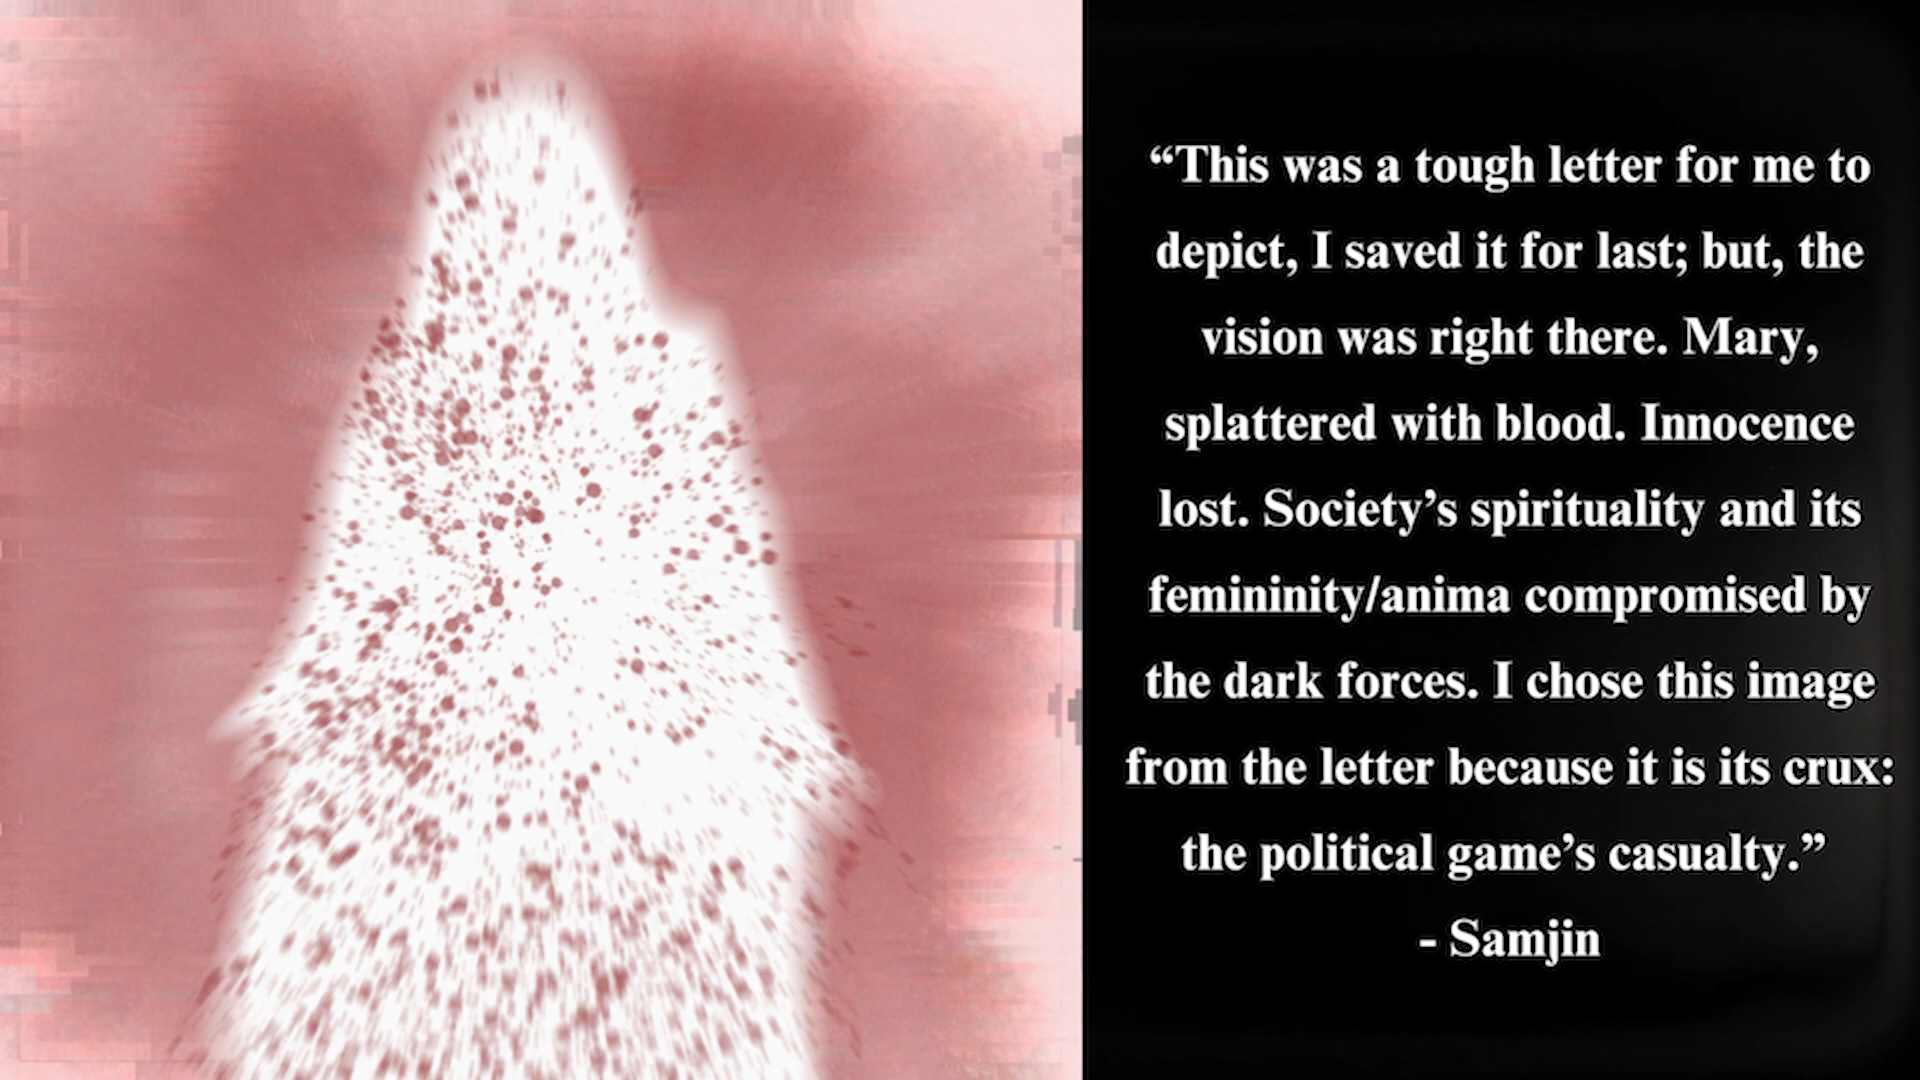 “This was a tough letter for me to
depict, I saved it for last; but, the
vision was right there. Mary,
splattered with blood. Innocence
lost. Society’s spirituality and its
femininity/anima compromised by
the dark forces. I chose this image
from the letter because it is its crux:
the political game’s casualty.”
- Samjin